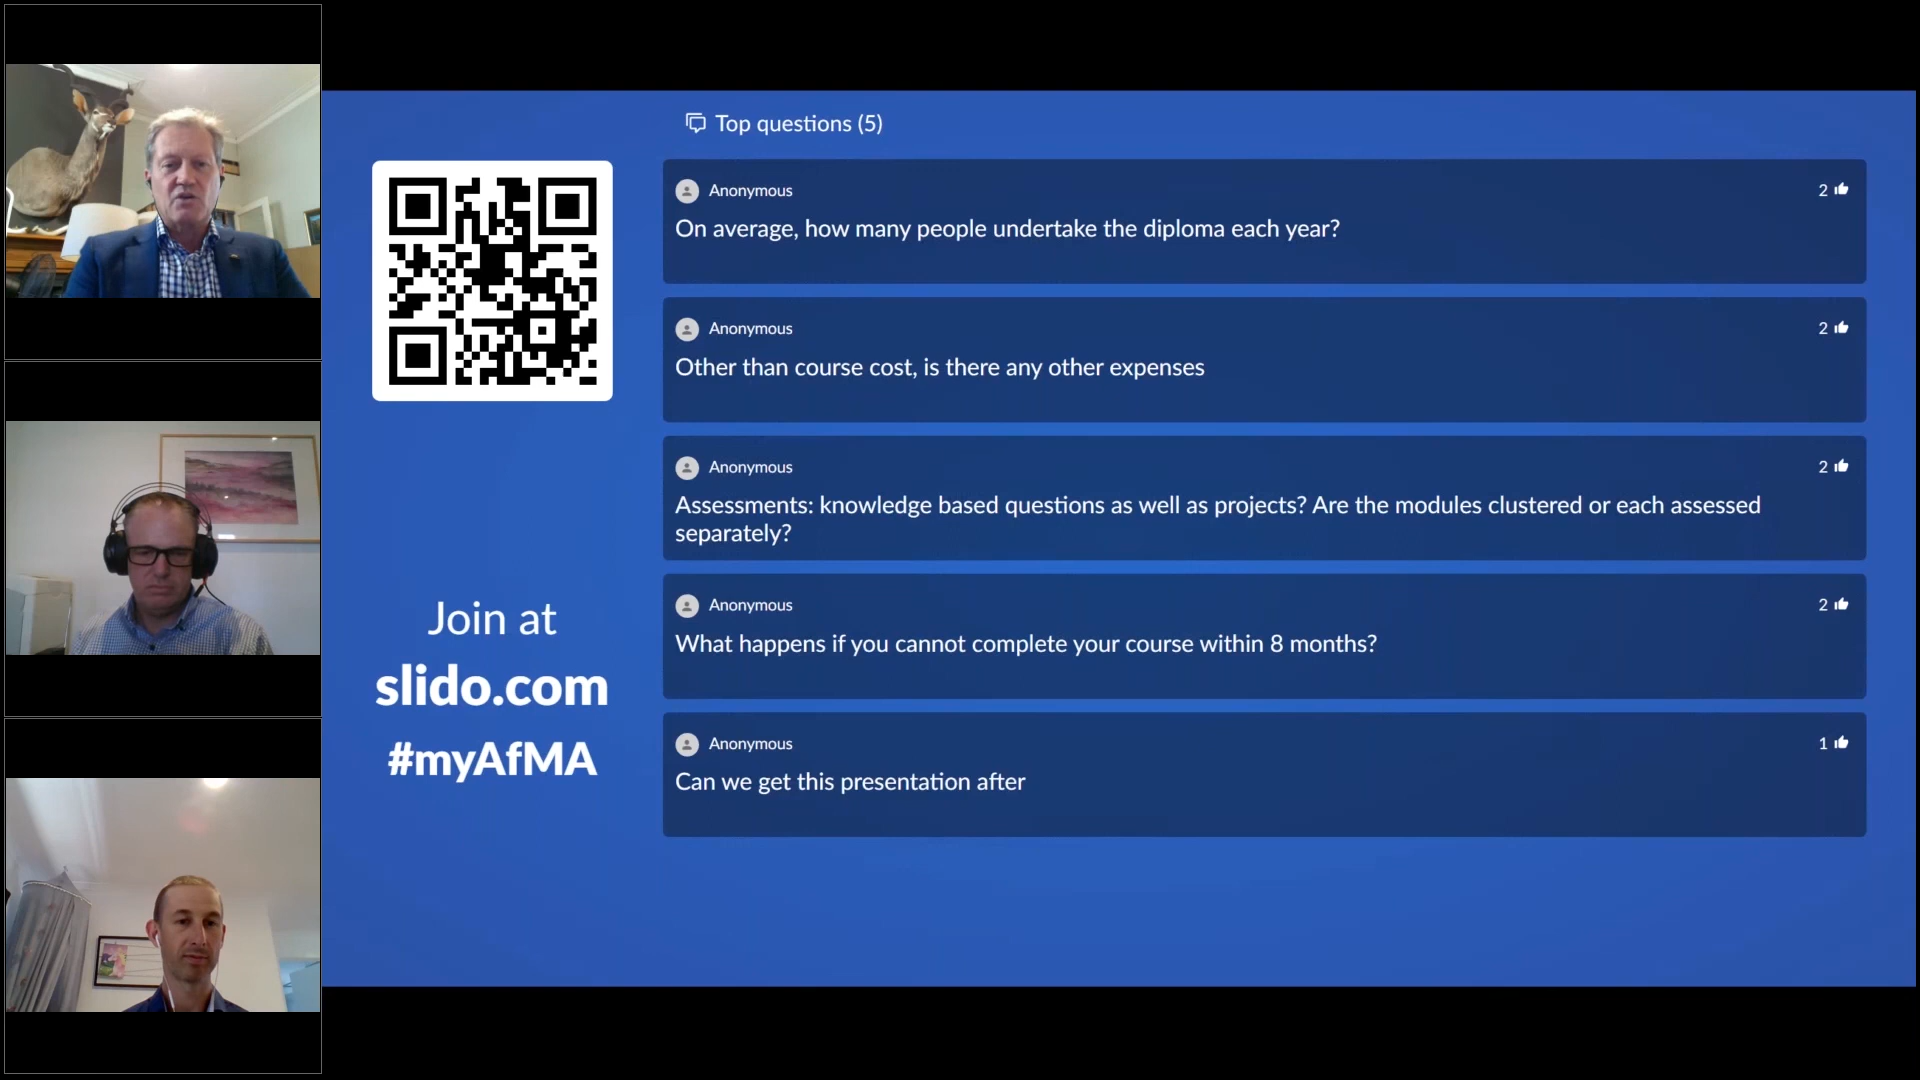 Top questions (5)
Anonymous
2
On average, how many people undertake the diploma each year?
Anonymous
2
Other than course cost, is there any other expenses
Anonymous
2
Assessments: knowledge based questions as well as projects? Are the modules clustered or each assessed
separately?
Anonymous
2
What happens if you cannot complete your course within 8 months?
Anonymous
1
Can we get this presentation after
Join at
slido.com
#myAfMA